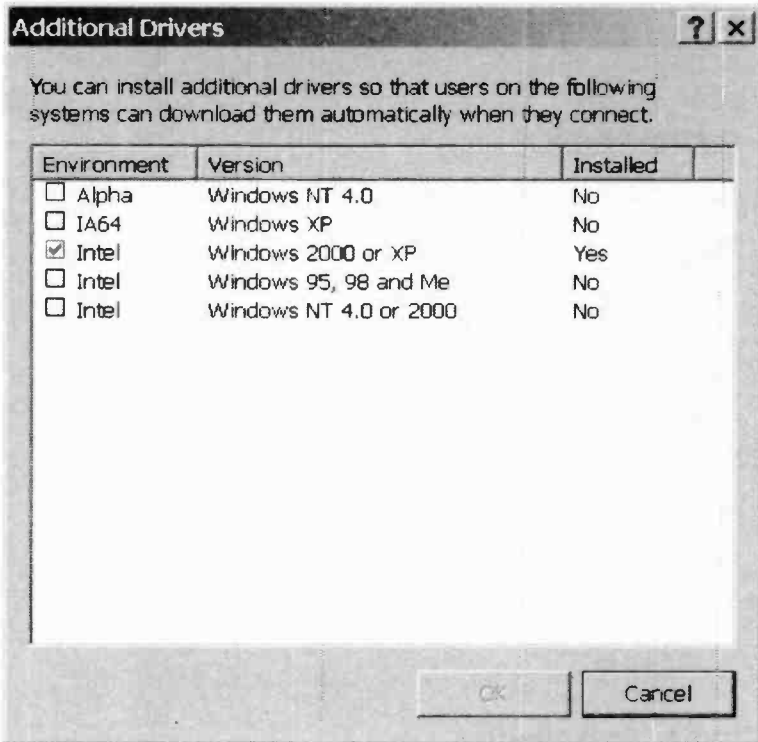 Additional Drivers
You can install additional drivers so that users on the following
systems can download them automatically when they connect.
Environment Version Installed
Alpha Windows NT 4.0 No
IA64 Windows XP No
Intel Windows 2000 or XP Yes
Intel Windows 95, 98 and Me No
Intel Windows NT 4.0 or 2000 No
OK Cancel